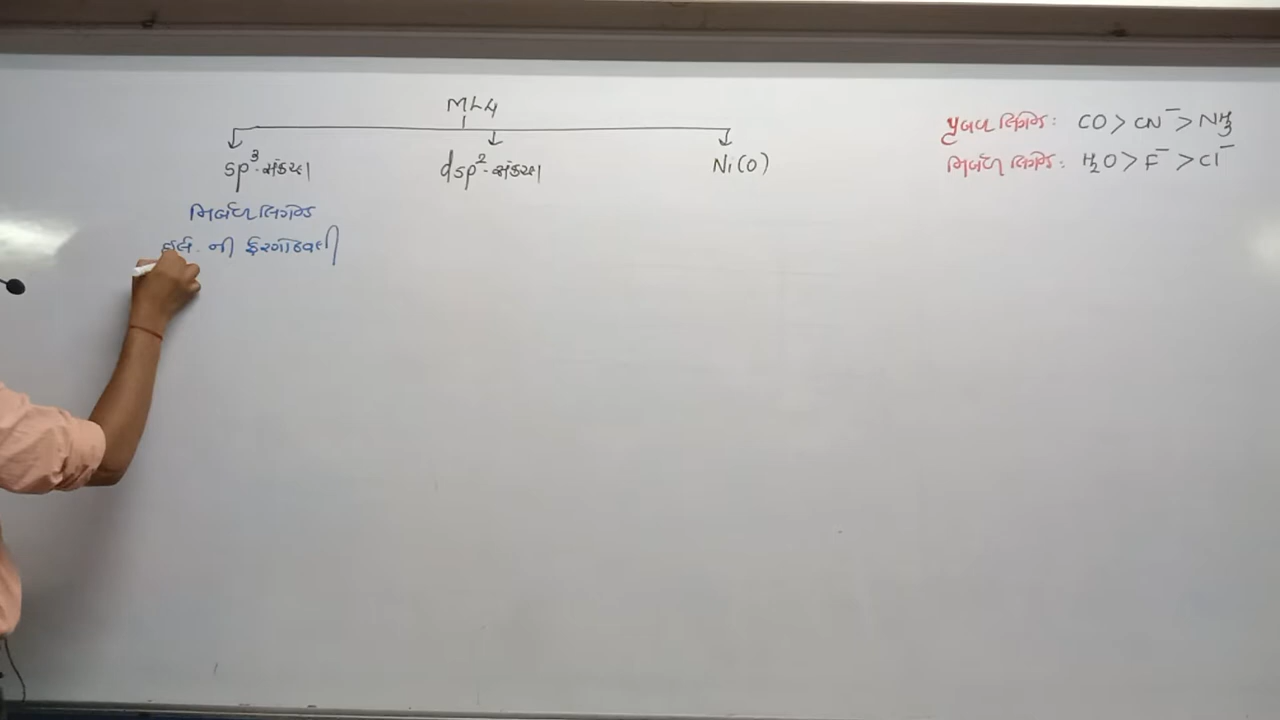 ML4
sp³-સંકરણ
dsp²-સંકરણ
Ni(0)
પ્રબળ લિગેન્ડ: CO > CN⁻ > NH3
નિર્બળ લિગેન્ડ: H2O > F⁻ > Cl⁻
નિર્બળ લિગેન્ડ
ની ફેરગોઠવણી